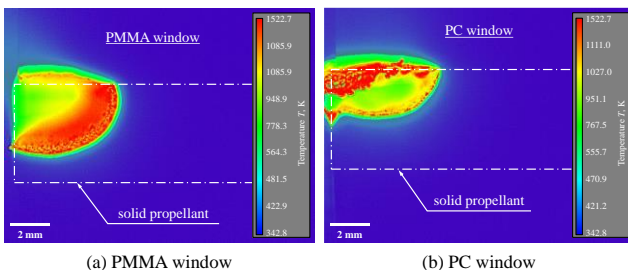 PMMA window
1522.7
1085.9
1085.9
948.9
764.3
564.3
481.5
422.9
342.8
Temperature T, K
solid propellant
2 mm
(a) PMMA window
PC window
1522.7
1111.0
1027.0
951.1
767.5
555.7
470.9
412.2
342.8
Temperature T, K
solid propellant
2 mm
(b) PC window